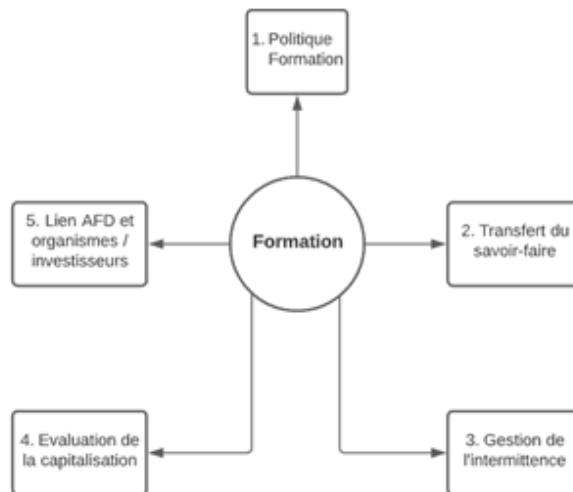 1. Politique
Formation
5. Lien AFD et
organismes /
investisseurs
Formation
2. Transfert du
savoir-faire
4. Evaluation de
la capitalisation
3. Gestion de
l'intermittence